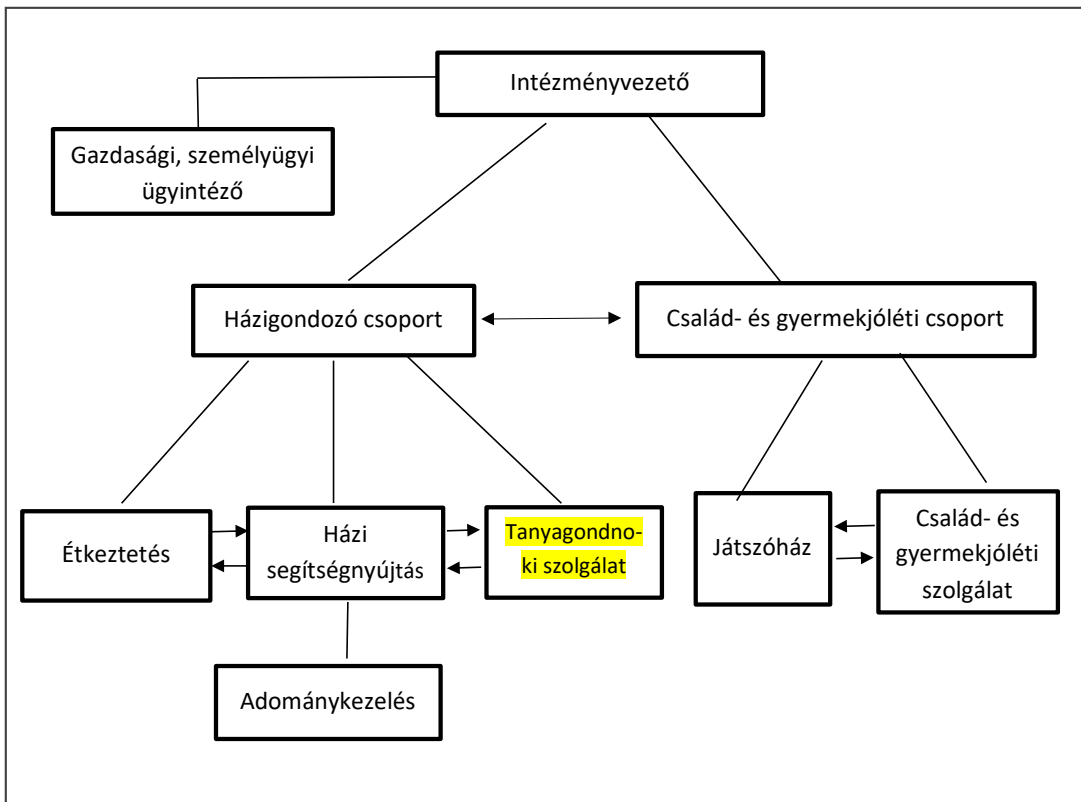 Intézményvezető
Gazdasági, személyügyi
ügyintéző
Házigondozó csoport
Család- és gyermekjóléti csoport
Étkeztetés
Házi
segítségnyújtás
Tanyagondno-
ki szolgálat
Játszóház
Család- és
gyermekjóléti
szolgálat
Adománykezelés